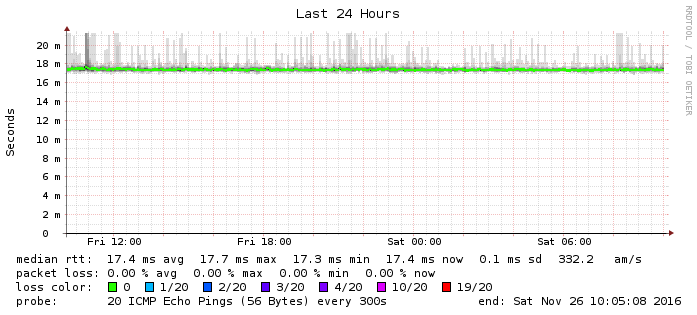 Last 24 Hours
RRDTOOL / TOBI OETIKER
Seconds
20 m
18 m
16 m
14 m
12 m
10 m
8 m
6 m
4 m
2 m
0
Fri 12:00 Fri 18:00 Sat 00:00 Sat 06:00
median rtt: 17.4 ms avg 17.7 ms max 17.3 ms min 17.4 ms now 0.1 ms sd 332.2 am/s
packet loss: 0.00 % avg 0.00 % max 0.00 % min 0.00 % now
loss color: 0 1/20 2/20 3/20 4/20 10/20 19/20
probe: 20 ICMP Echo Pings (56 Bytes) every 300s end: Sat Nov 26 10:05:08 2016